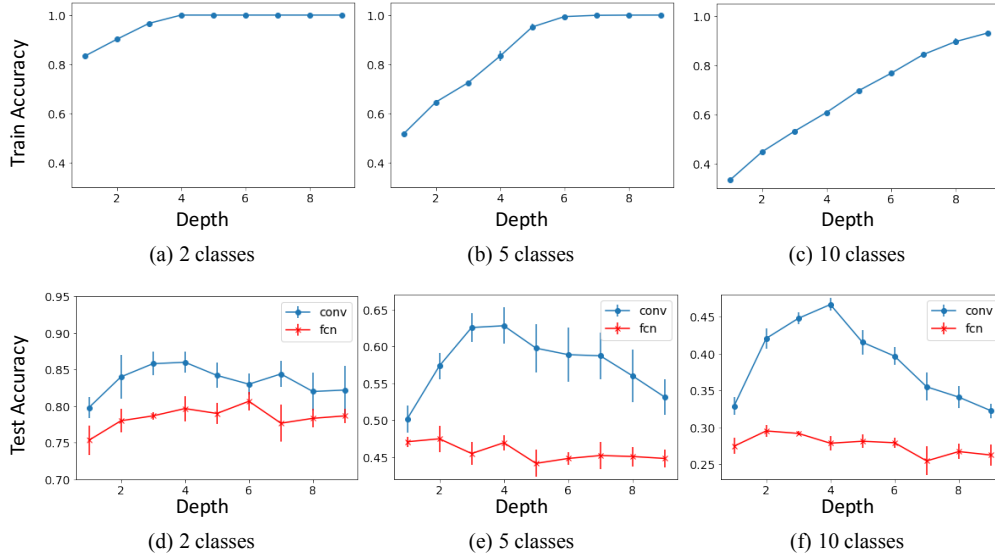 Train Accuracy
1.0
0.8
0.6
0.4
2 4 6 8
Depth
(a) 2 classes
1.0
0.8
0.6
0.4
2 4 6 8
Depth
(b) 5 classes
1.0
0.8
0.6
0.4
2 4 6 8
Depth
(c) 10 classes
Test Accuracy
0.95
0.90
0.85
0.80
0.75
0.70
conv
fcn
2 4 6 8
Depth
(d) 2 classes
0.65
0.60
0.55
0.50
0.45
conv
fcn
2 4 6 8
Depth
(e) 5 classes
0.45
0.40
0.35
0.30
0.25
conv
fcn
2 4 6 8
Depth
(f) 10 classes